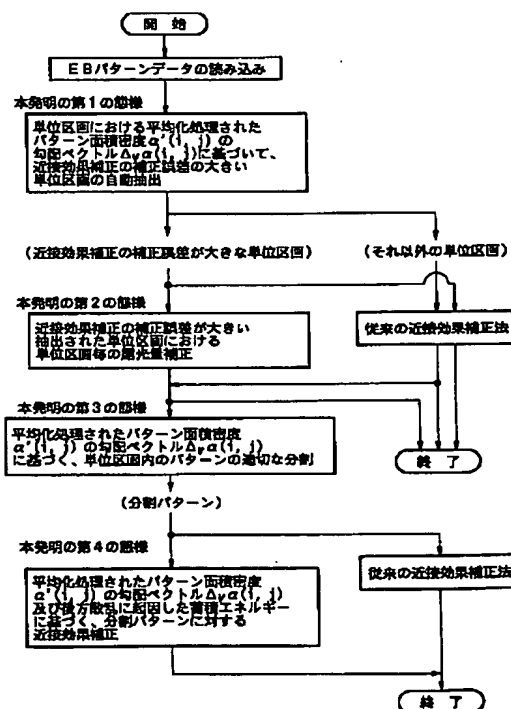 開 始
EBパターンデータの読み込み
本発明の第1の態様
単位区画における平均化処理された
パターン面積密度α'(i, j) の
勾配ベクトルΔvα(i, j)に基づいて、
近接効果補正の補正誤差の大きい
単位区画の自動抽出
(近接効果補正の補正誤差が大きな単位区画)
(それ以外の単位区画)
本発明の第2の態様
近接効果補正の補正誤差が大きい
抽出された単位区画における
単位区画毎の露光量補正
従来の近接効果補正法
本発明の第3の態様
平均化処理されたパターン面積密度
α'(i, j) の勾配ベクトルΔvα(i, j)
に基づく、単位区画内のパターンの適切な分割
終 了
(分割パターン)
本発明の第4の態様
平均化処理されたパターン面積密度
α'(i, j) の勾配ベクトルΔvα(i, j)
及び後方散乱に起因した蓄積エネルギー
に基づく、分割パターンに対する
近接効果補正
従来の近接効果補正法
終 了